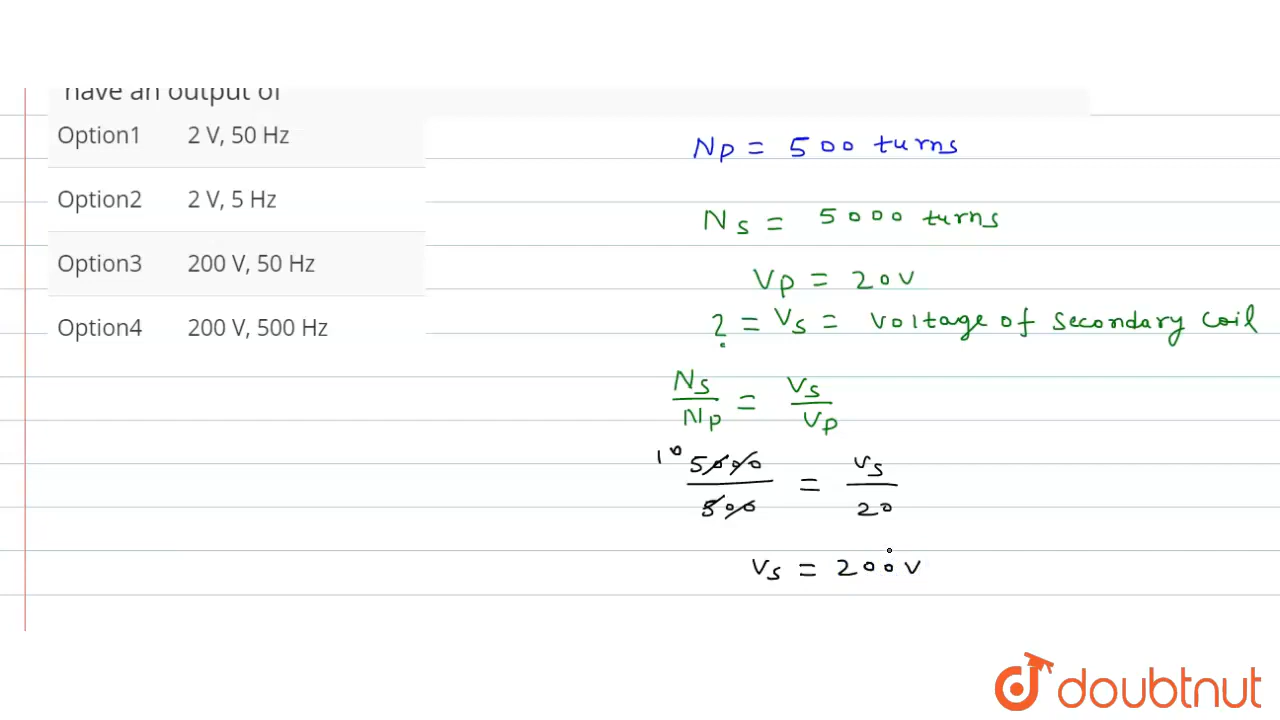 have an output of
Option1 2 V, 50 Hz
Option2 2 V, 5 Hz
Option3 200 V, 50 Hz
Option4 200 V, 500 Hz
Np = 500 turns
Ns = 5000 turns
Vp = 20V
? = Vs = Voltage of secondary coil
Ns/Np = Vs/Vp
10 5000/500 = Vs/20
Vs = 200V
doubtnut